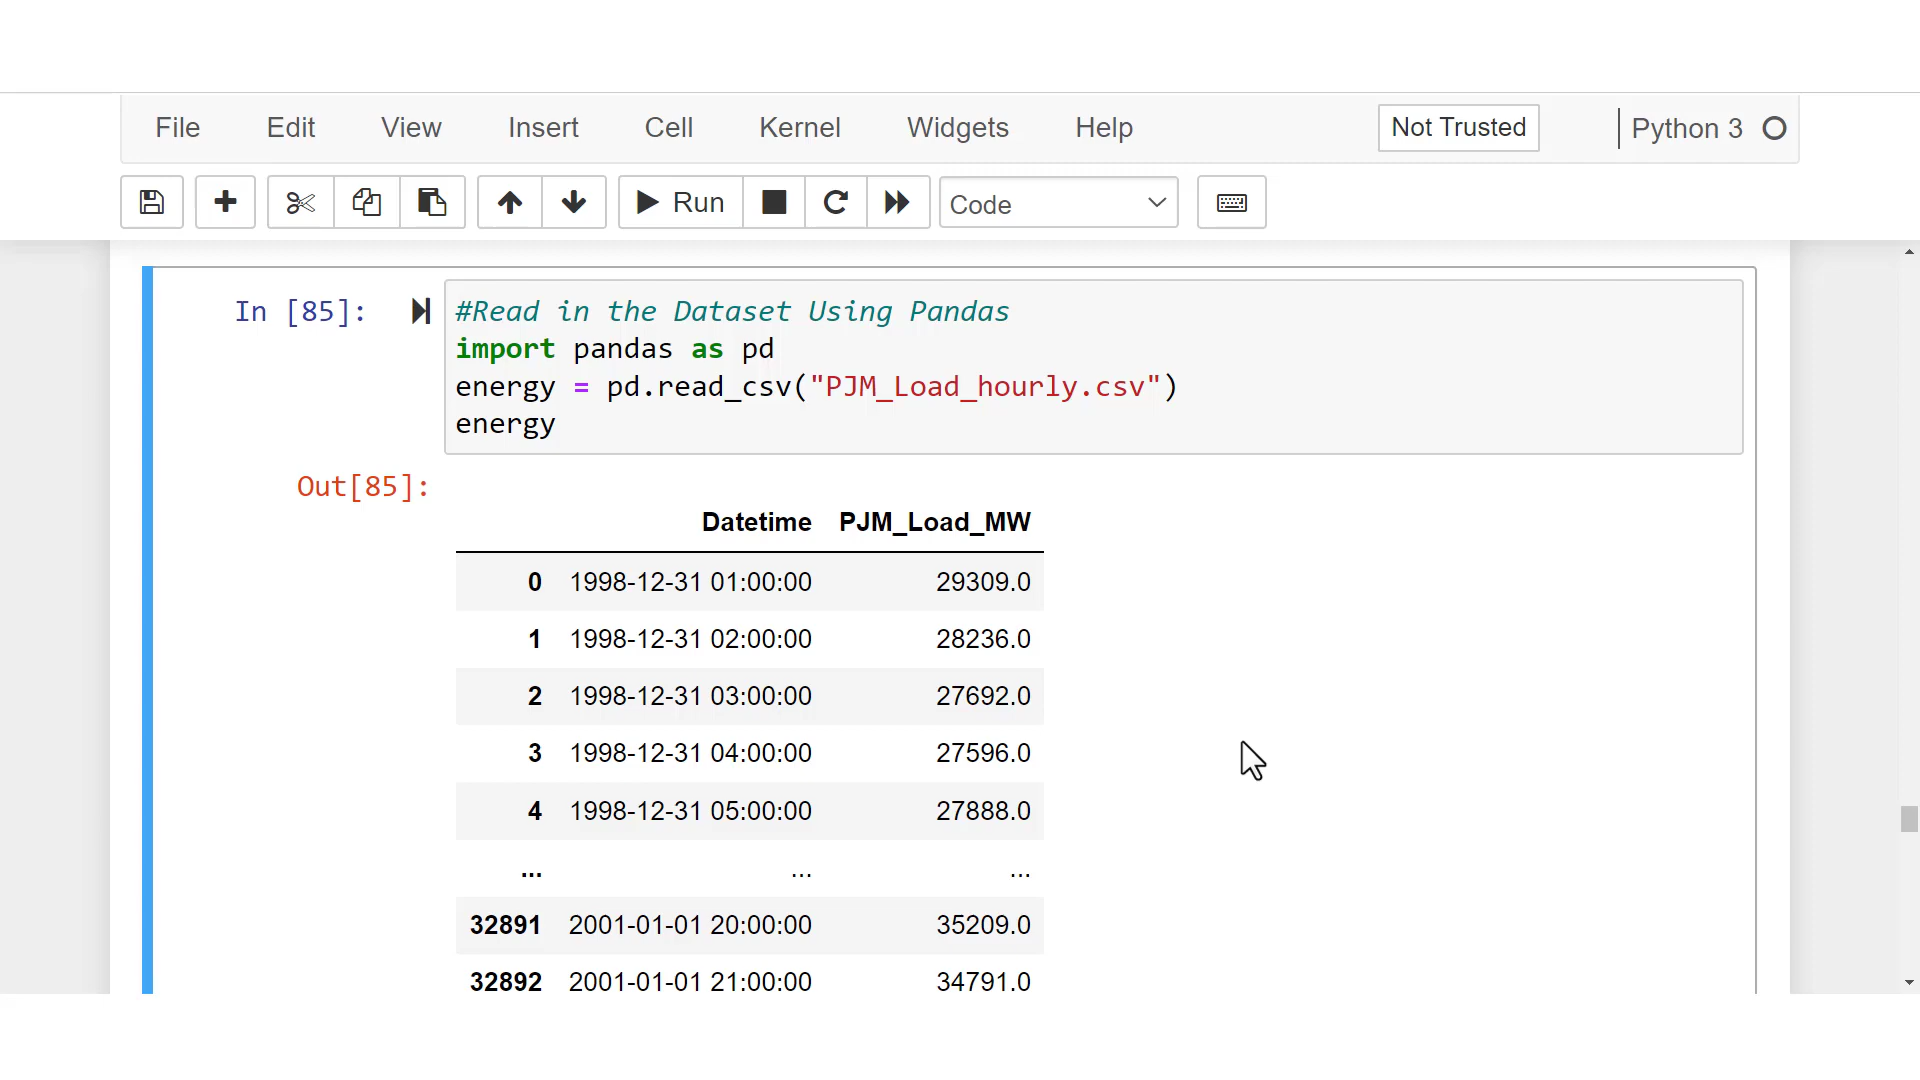 File Edit View Insert Cell Kernel Widgets Help Not Trusted Python 3
Run Code
In [85]: #Read in the Dataset Using Pandas
import pandas as pd
energy = pd.read_csv("PJM_Load_hourly.csv")
energy
Out[85]:
Datetime PJM_Load_MW
0 1998-12-31 01:00:00 29309.0
1 1998-12-31 02:00:00 28236.0
2 1998-12-31 03:00:00 27692.0
3 1998-12-31 04:00:00 27596.0
4 1998-12-31 05:00:00 27888.0
... ... ...
32891 2001-01-01 20:00:00 35209.0
32892 2001-01-01 21:00:00 34791.0